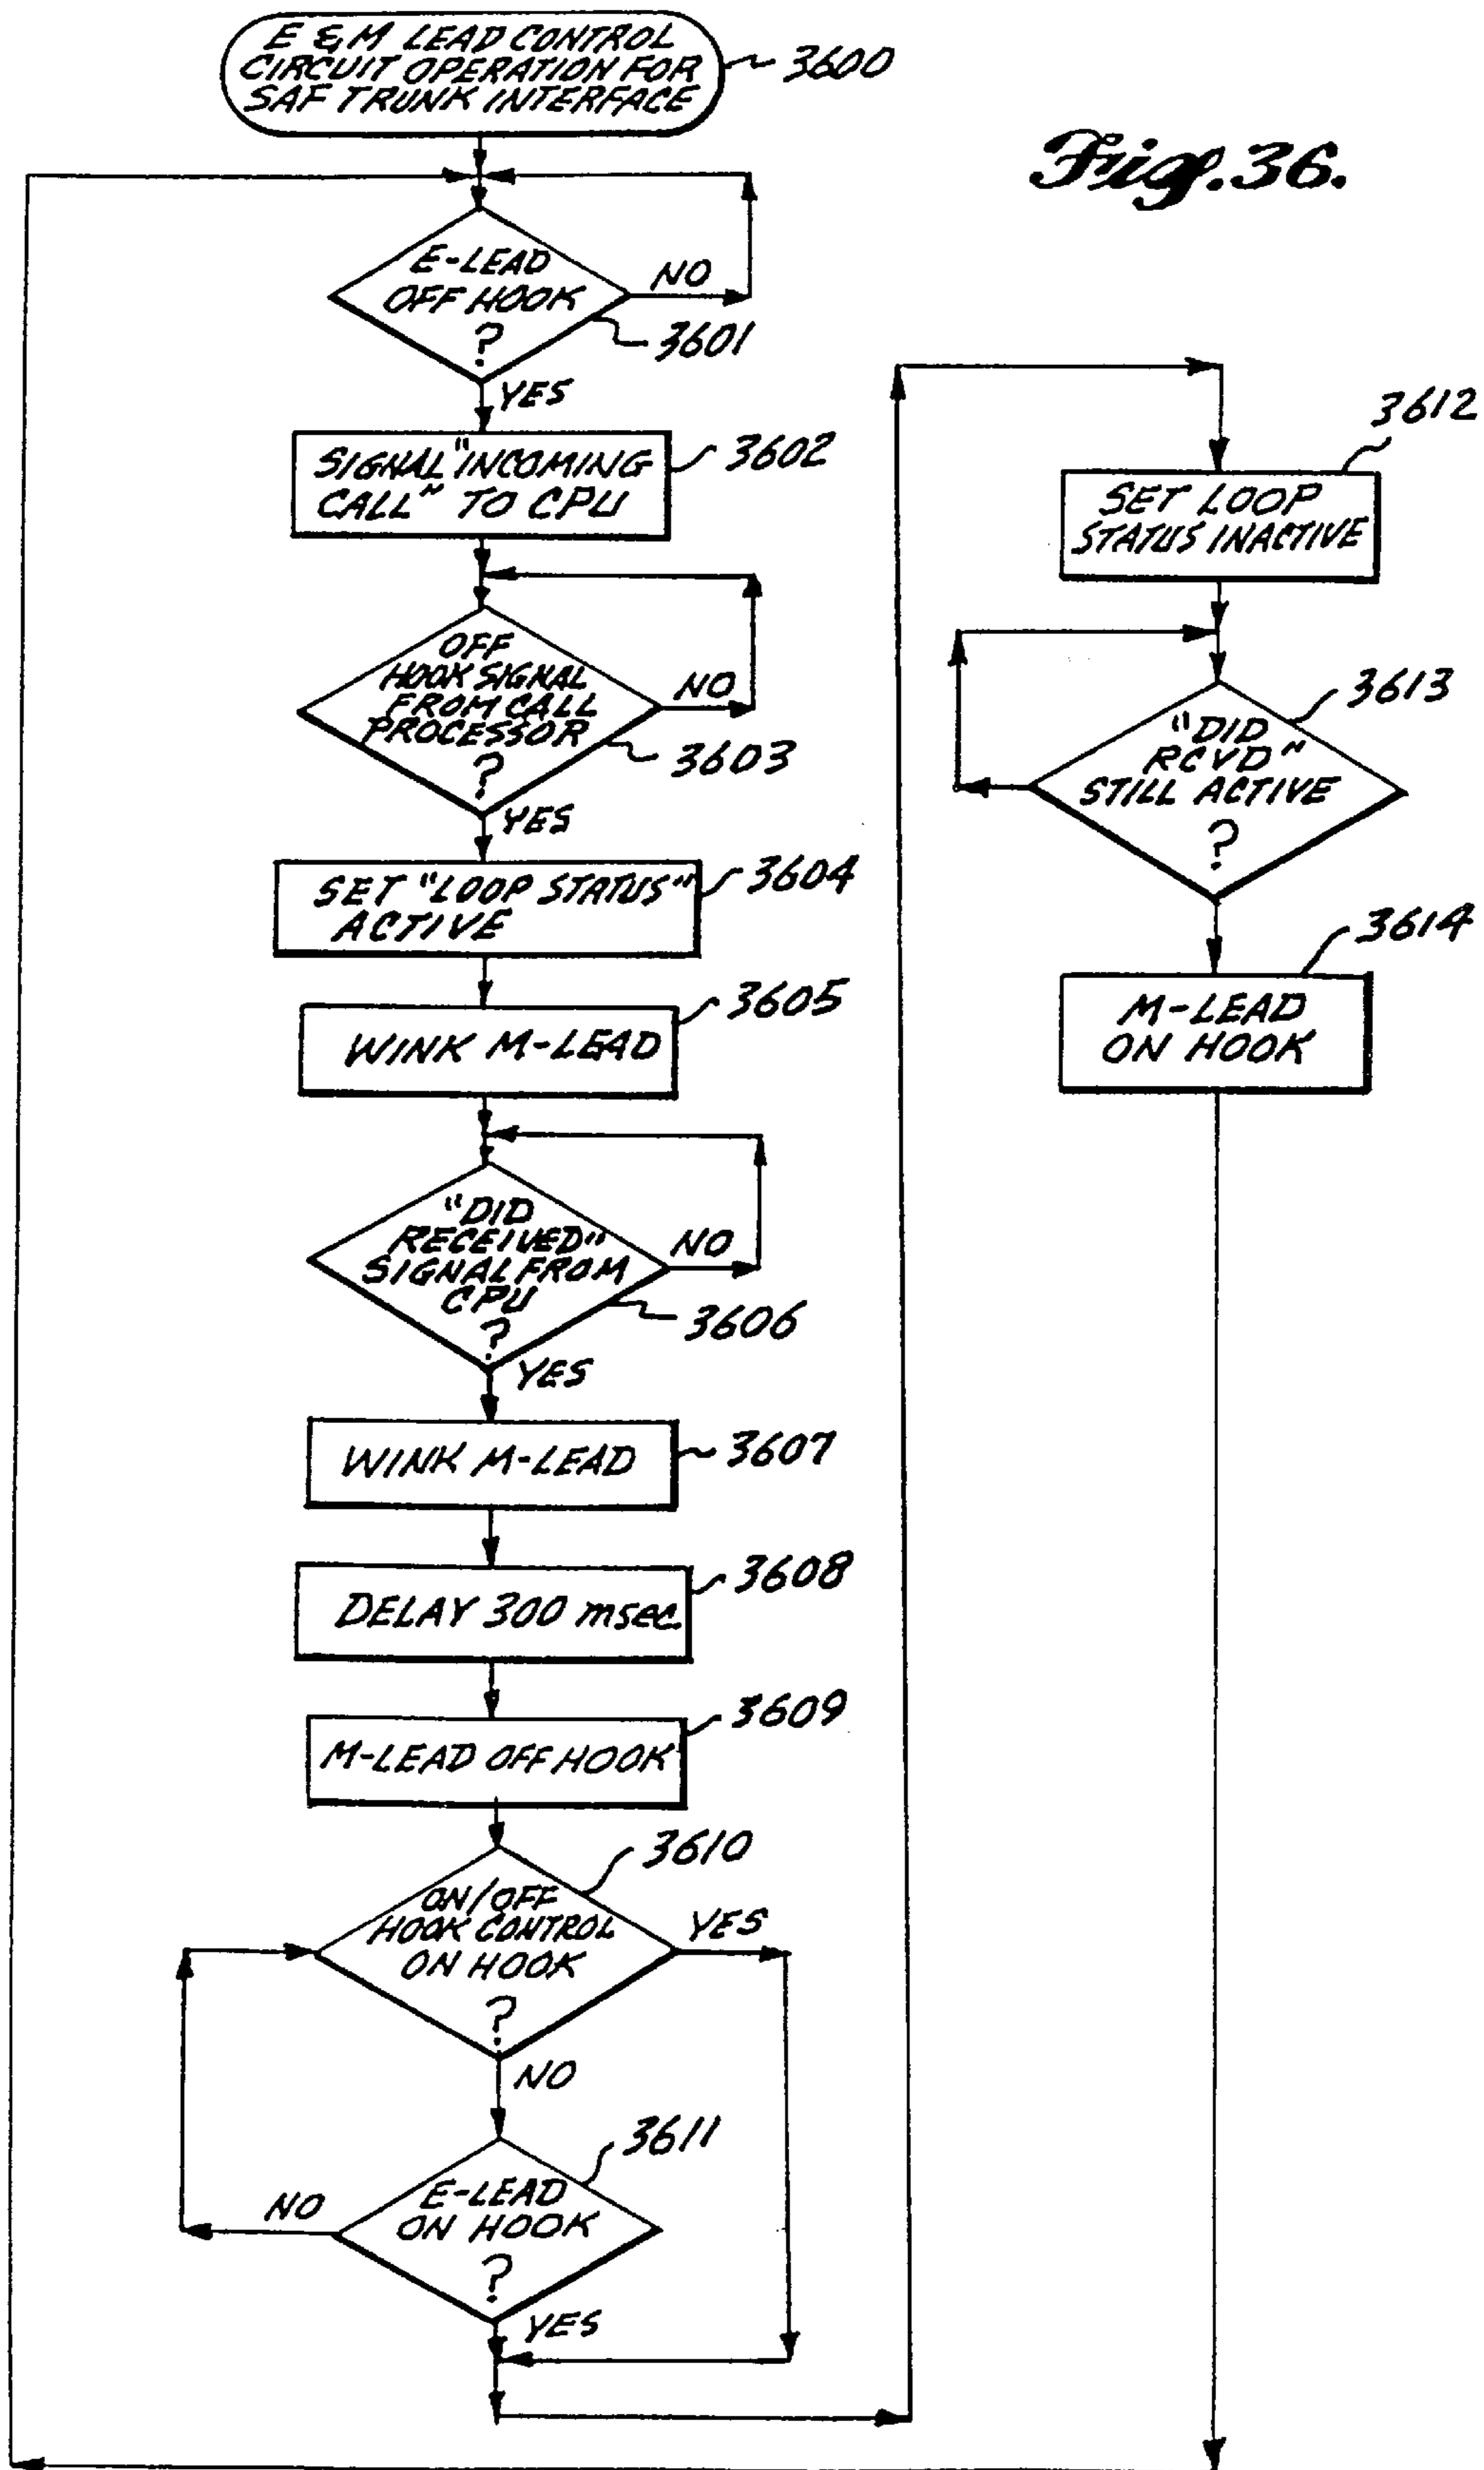 E & M LEAD CONTROL
CIRCUIT OPERATION FOR
SAF TRUNK INTERFACE
3600
Fig. 36.
E-LEAD
OFF HOOK
?
NO
3601
YES
SIGNAL "INCOMING
CALL" TO CPU
3602
OFF
HOOK SIGNAL
FROM CALL
PROCESSOR
?
NO
3603
YES
SET "LOOP STATUS"
ACTIVE
3604
WINK M-LEAD
3605
"DID
RECEIVED"
SIGNAL FROM
CPU
?
NO
3606
YES
WINK M-LEAD
3607
DELAY 300 msec.
3608
M-LEAD OFF HOOK
3609
ON/OFF
HOOK CONTROL
ON HOOK
?
3610
YES
NO
E-LEAD
ON HOOK
?
3611
NO
YES
SET LOOP
STATUS INACTIVE
3612
"DID
RCVD"
STILL ACTIVE
?
3613
M-LEAD
ON HOOK
3614